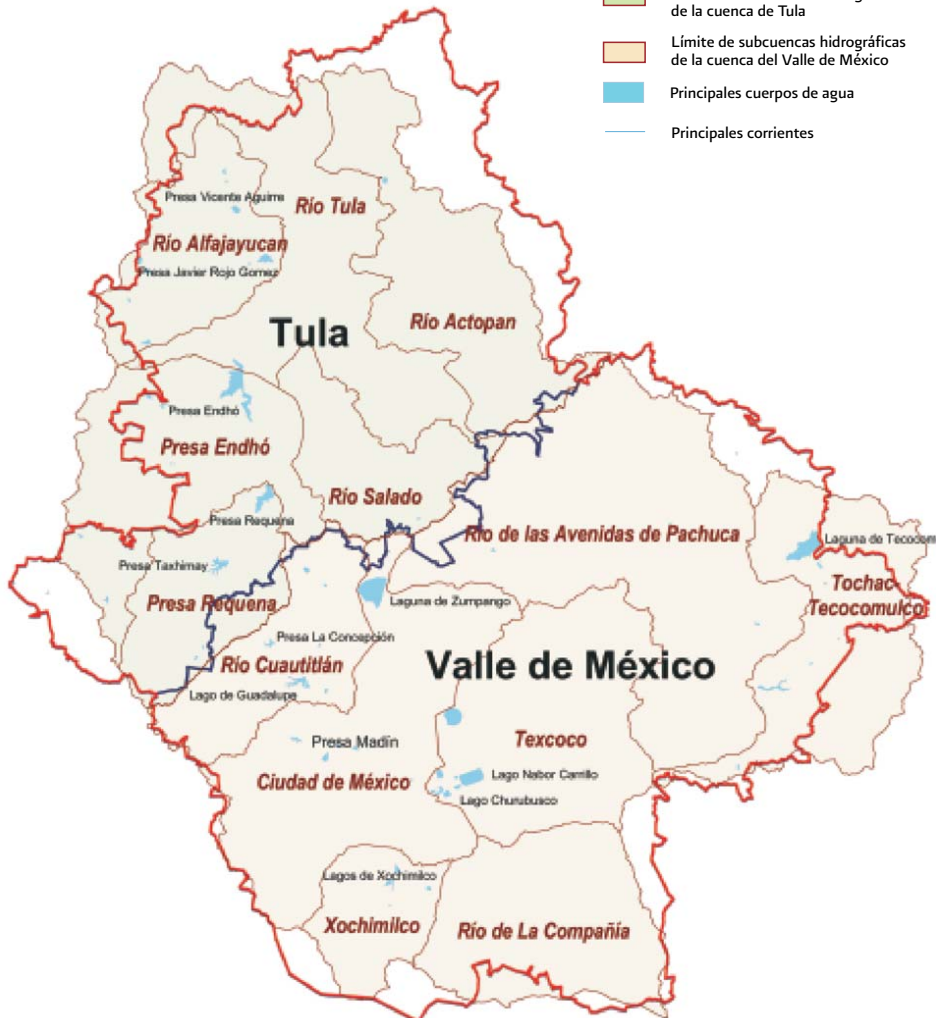 de la cuenca de Tula
Límite de subcuencas hidrográficas
de la cuenca del Valle de México
Principales cuerpos de agua
Principales corrientes
Presa Vicente Aguirre
Río Tula
Río Alfajayucan
Presa Javier Rojo Gomez
Río Actopan
Tula
Presa Endhó
Presa Endhó
Río Salado
Presa Requena
Río de las Avenidas de Pachuca
Laguna de Tecocom
Presa Taxhimay
Tochac-
Tecocomulco
Presa Requena
Laguna de Zumpango
Presa La Concepción
Río Cuautitlán
Valle de México
Lago de Guadalupe
Presa Madín
Texcoco
Ciudad de México
Lago Nabor Carrillo
Lago Churubusco
Lagos de Xochimilco
Xochimilco
Río de La Compañía